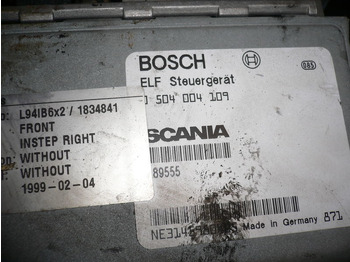 BOSCH
085
ELF Steuergerät
504 004 109
L94IB6x2 / 1834841
FRONT
SCANIA
INSTEP RIGHT
WITHOUT
89555
WITHOUT
1999-02-04
Made in Germany 871